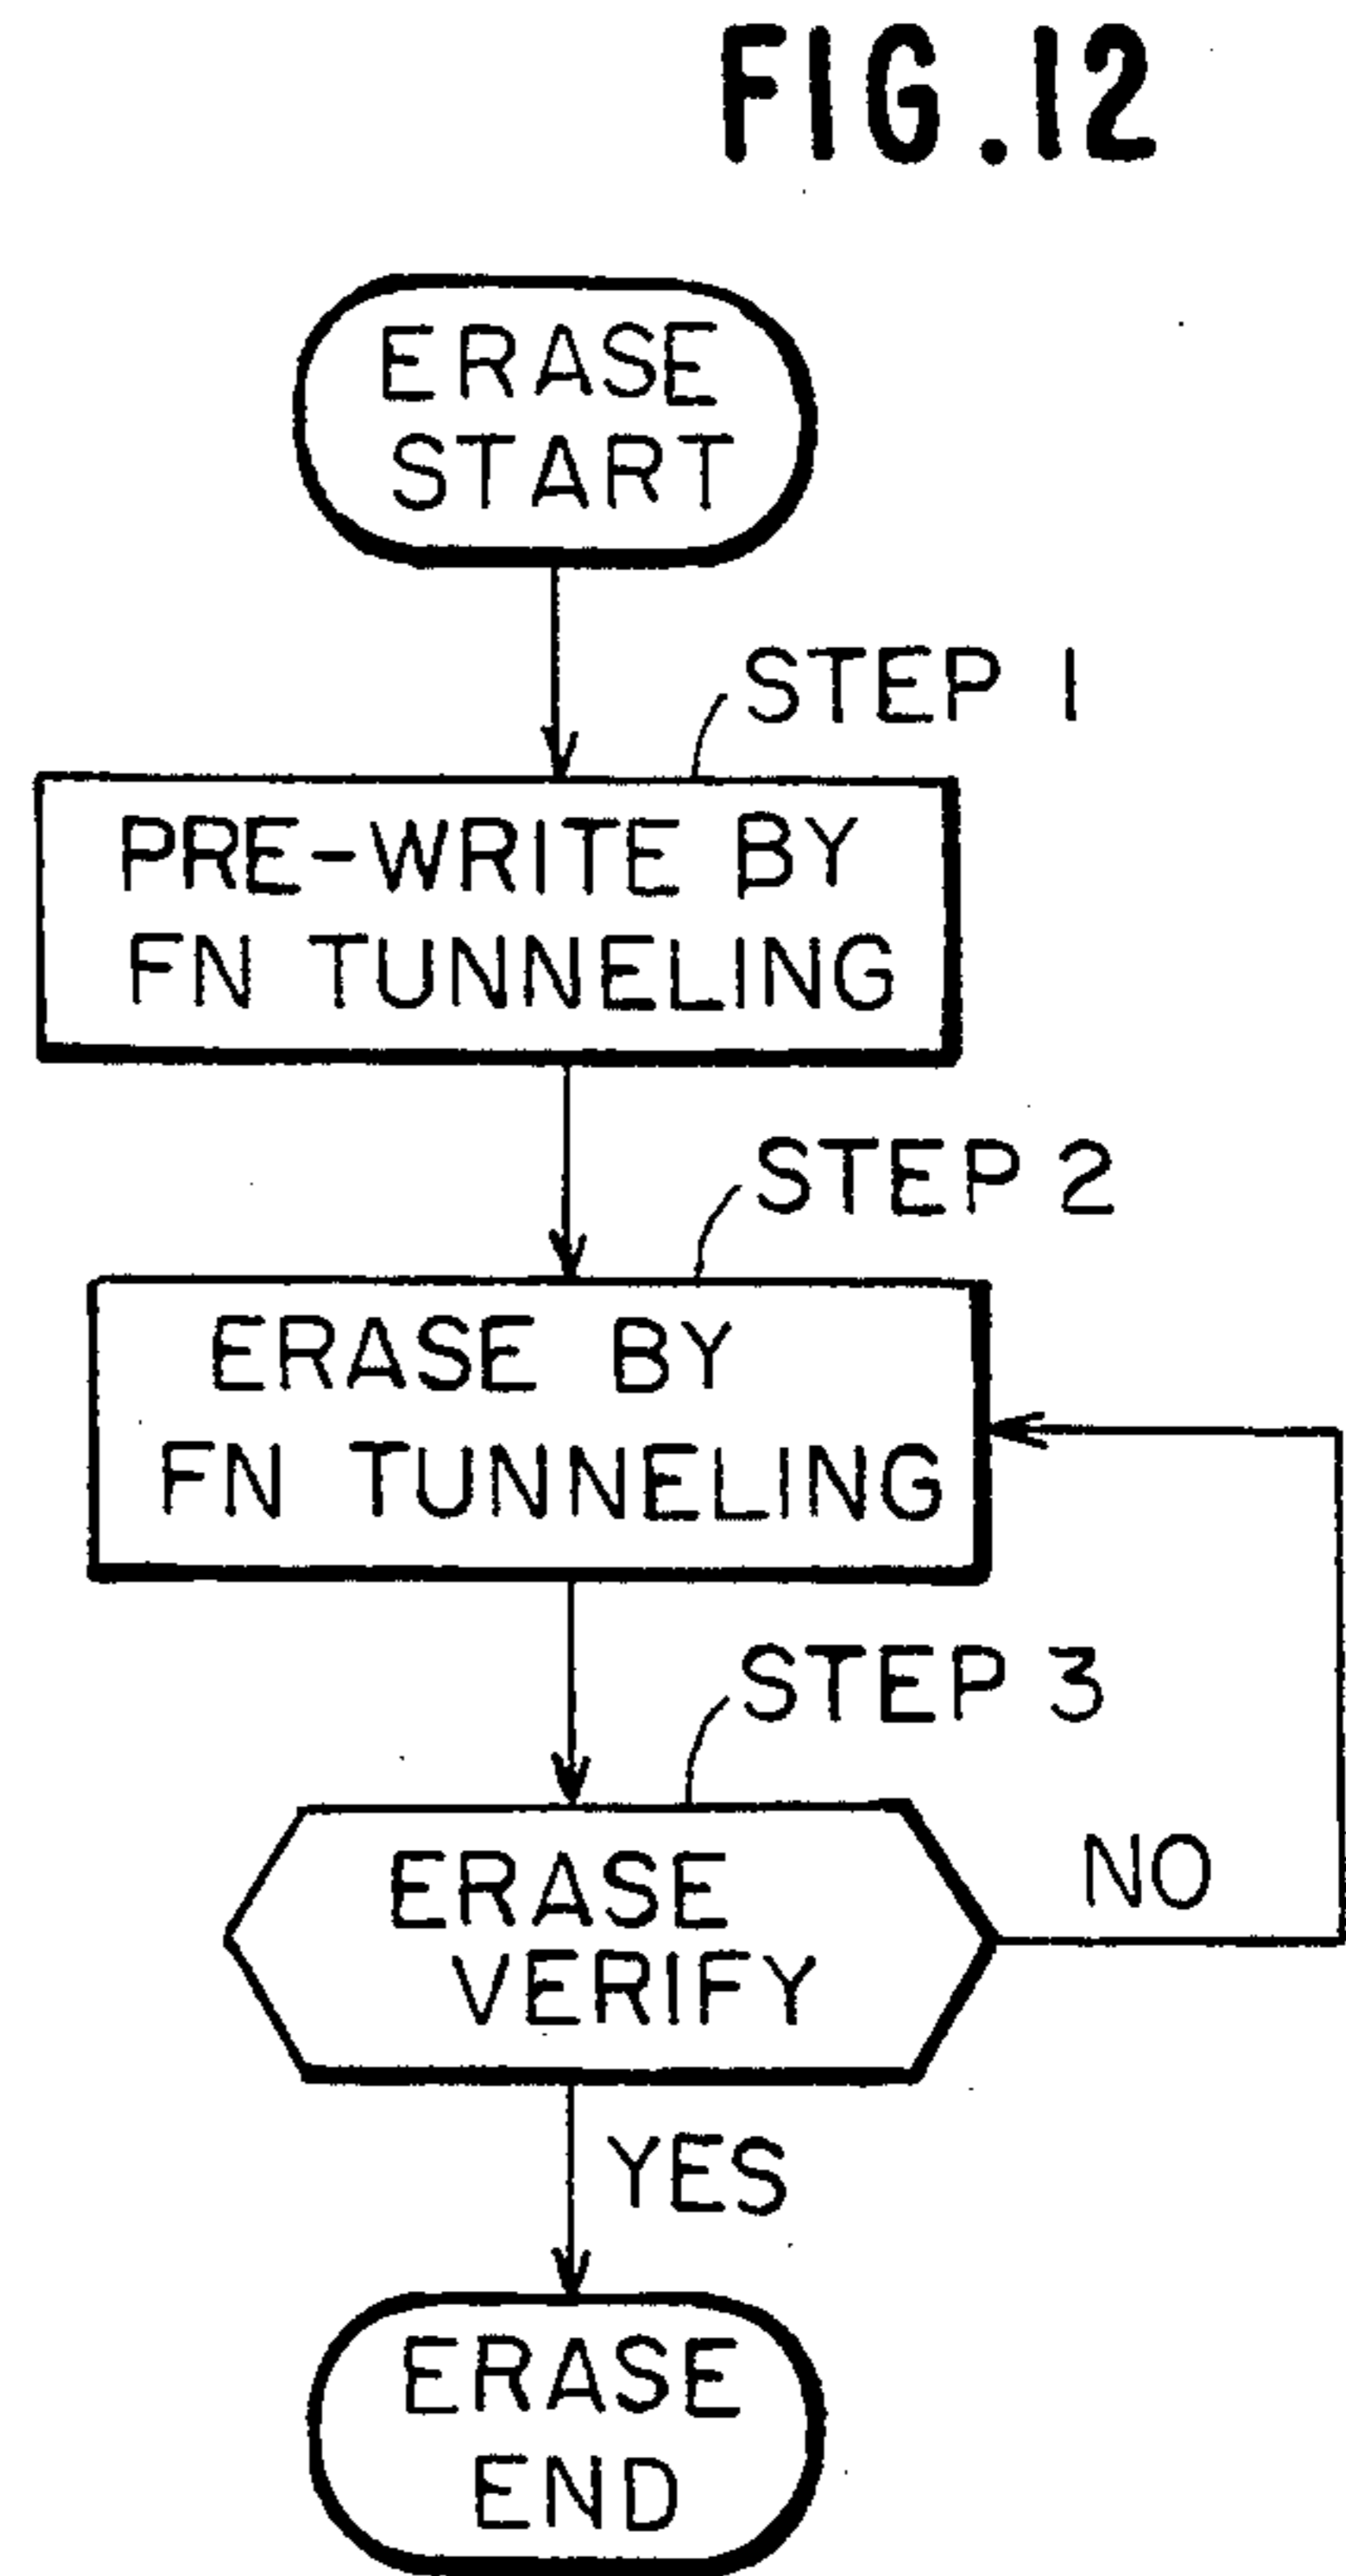 FIG.12
ERASE
START
STEP 1
PRE-WRITE BY
FN TUNNELING
STEP 2
ERASE BY
FN TUNNELING
STEP 3
ERASE
VERIFY
NO
YES
ERASE
END